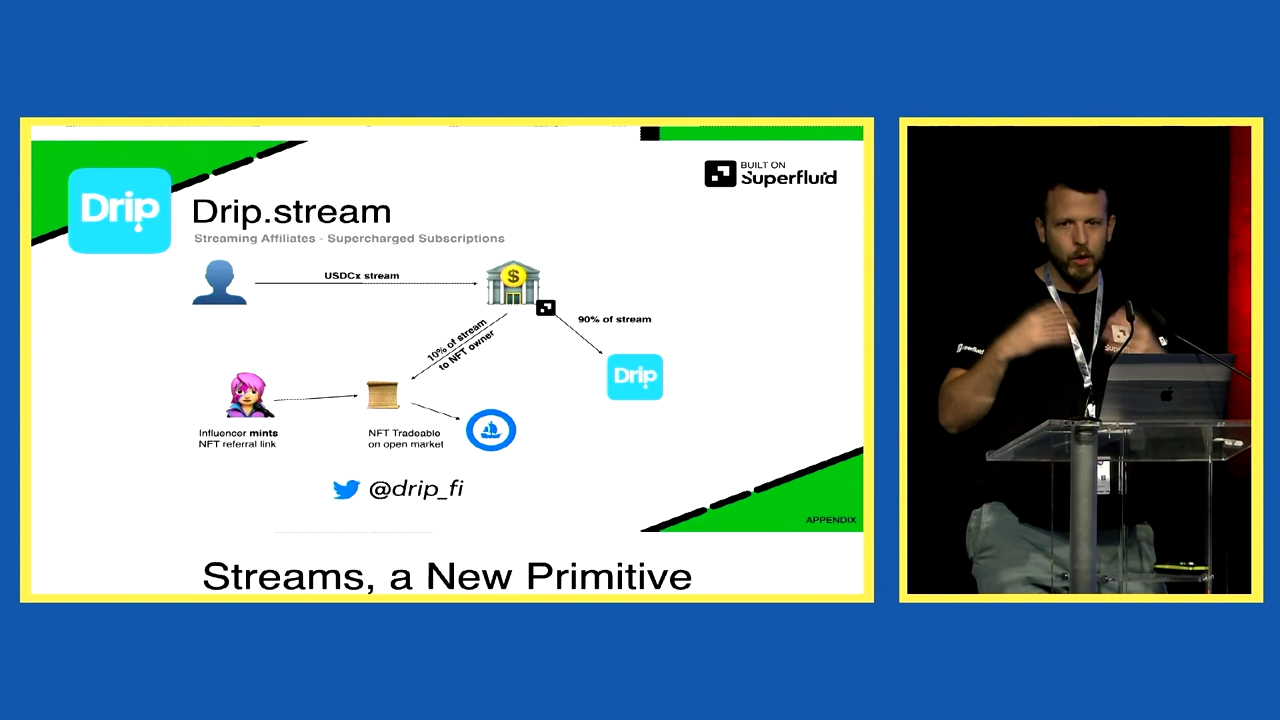 Drip
Drip.stream
BUILT ON
Superfluid
Streaming Affiliates - Supercharged Subscriptions
USDCx stream
$
90% of stream
10% of stream
to NFT owner
Drip
Influencer mints
NFT referral link
NFT Tradeable
on open market
@drip_fi
APPENDIX
Streams, a New Primitive
superfluid